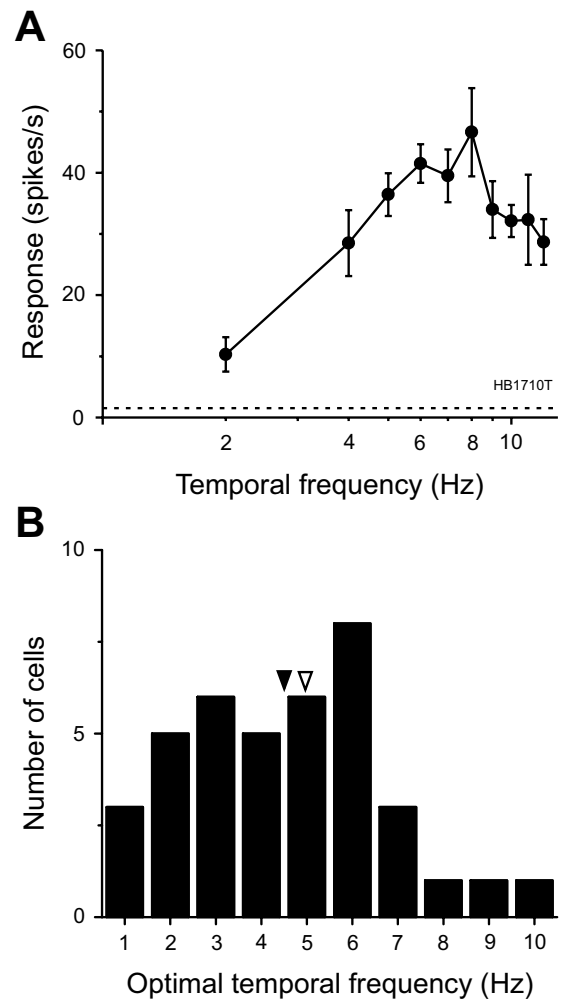 A
60
40
20
0
Response (spikes/s)
HB1710T
2 4 6 8 10
Temporal frequency (Hz)
B
10
5
0
Number of cells
1 2 3 4 5 6 7 8 9 10
Optimal temporal frequency (Hz)